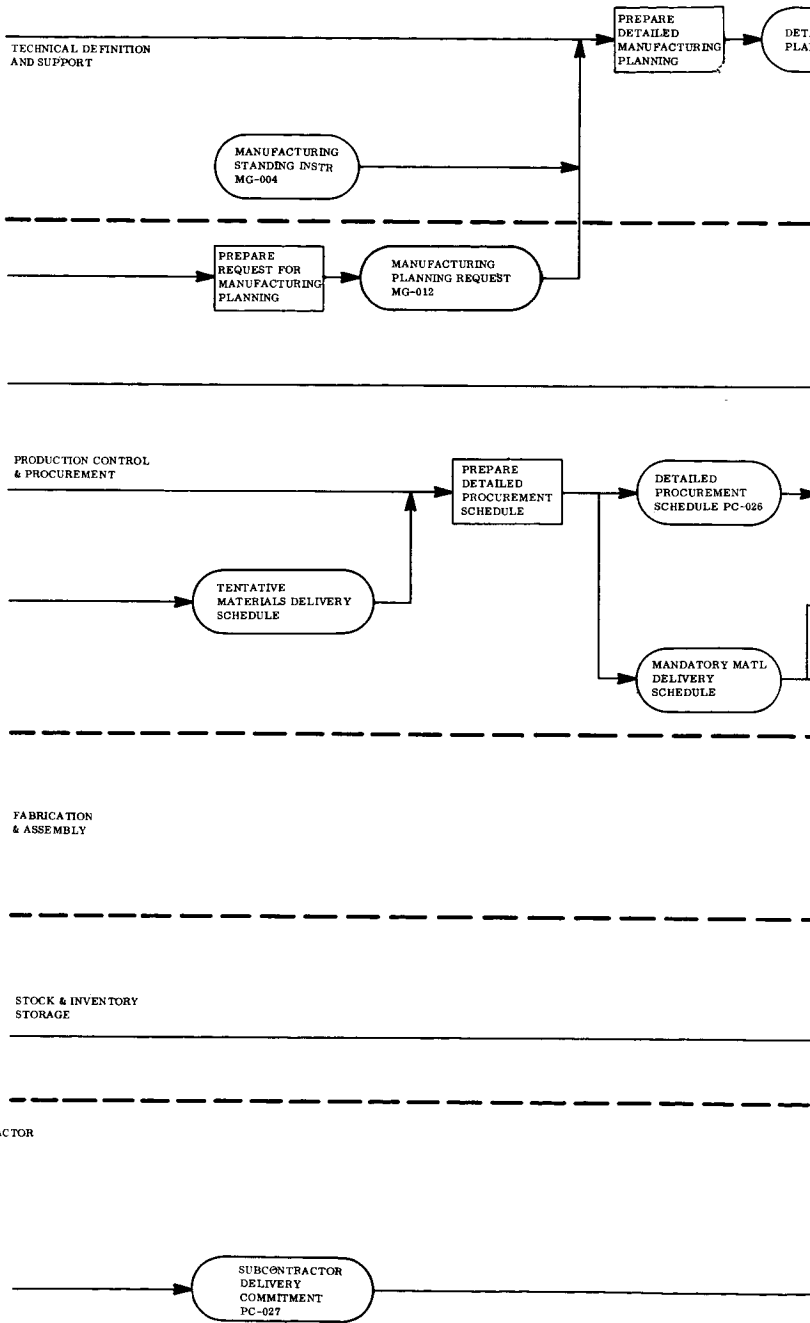 PREPARE
DETAILED
MANUFACTURING
PLANNING
TECHNICAL DEFINITION
AND SUPPORT
MANUFACTURING
STANDING INSTR
MG-004
PREPARE
REQUEST FOR
MANUFACTURING
PLANNING
MANUFACTURING
PLANNING REQUEST
MG-012
PRODUCTION CONTROL
& PROCUREMENT
PREPARE
DETAILED
PROCUREMENT
SCHEDULE
DETAILED
PROCUREMENT
SCHEDULE PC-026
TENTATIVE
MATERIALS DELIVERY
SCHEDULE
MANDATORY MATL
DELIVERY
SCHEDULE
FABRICATION
& ASSEMBLY
STOCK & INVENTORY
STORAGE
SUBCONTRACTOR
DELIVERY
COMMITMENT
PC-027